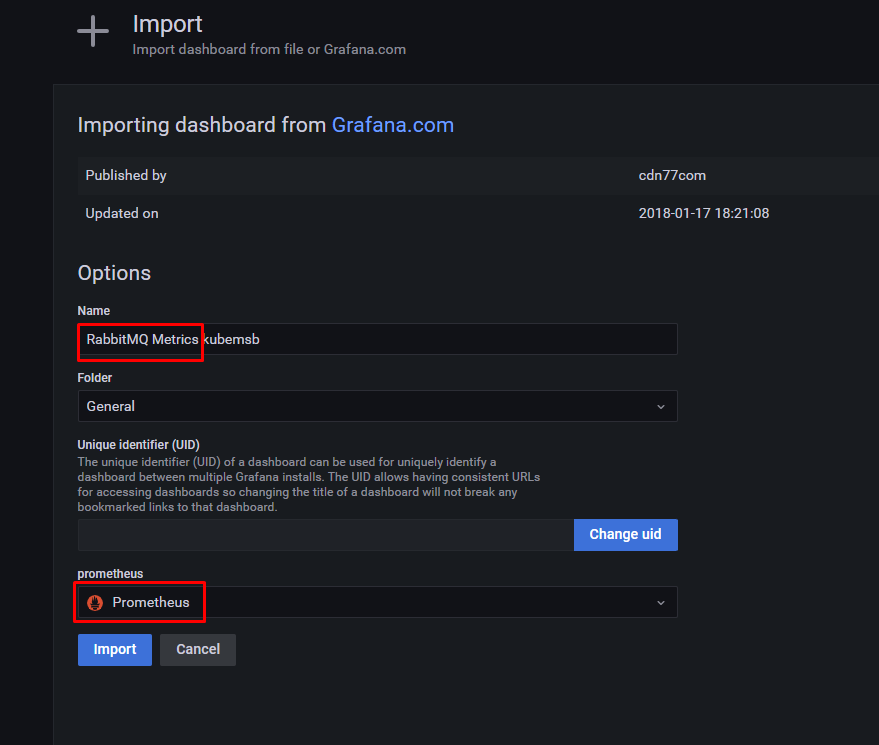 Import
Import dashboard from file or Grafana.com
Importing dashboard from Grafana.com
Published by cdn77com
Updated on 2018-01-17 18:21:08
Options
Name
RabbitMQ Metrics kubemsb
Folder
General
Unique identifier (UID)
The unique identifier (UID) of a dashboard can be used for uniquely identify a
dashboard between multiple Grafana installs. The UID allows having consistent URLs
for accessing dashboards so changing the title of a dashboard will not break any
bookmarked links to that dashboard.
Change uid
prometheus
Prometheus
Import Cancel